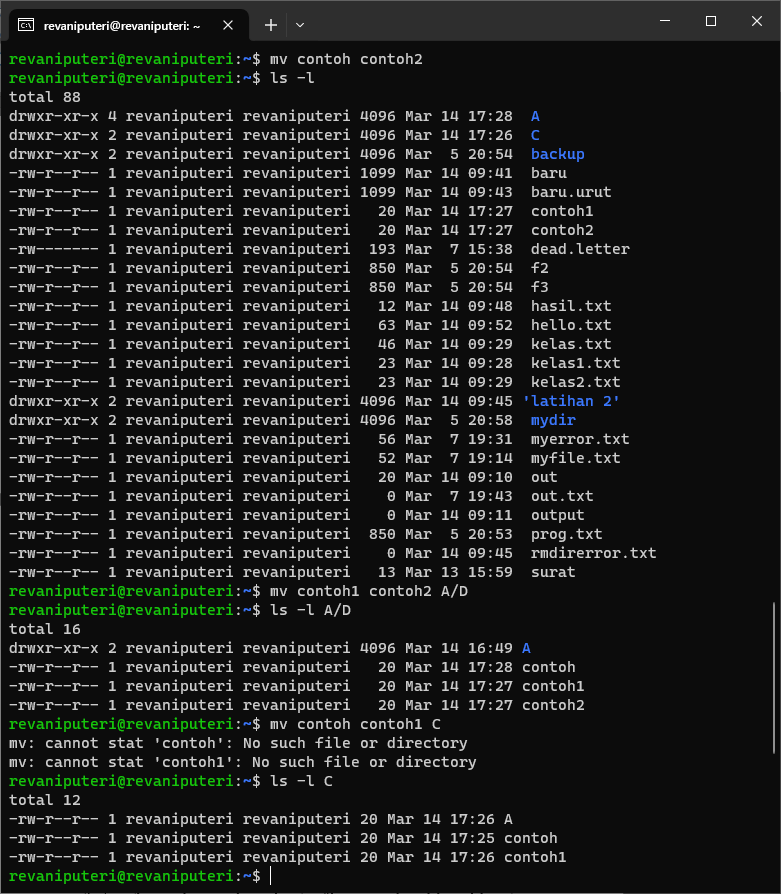 revaniputeri@revaniputeri: ~
revaniputeri@revaniputeri:~$ mv contoh contoh2
revaniputeri@revaniputeri:~$ ls -l
total 88
drwxr-xr-x 4 revaniputeri revaniputeri 4096 Mar 14 17:28  A
drwxr-xr-x 2 revaniputeri revaniputeri 4096 Mar 14 17:26  C
drwxr-xr-x 2 revaniputeri revaniputeri 4096 Mar  5 20:54  backup
-rw-r--r-- 1 revaniputeri revaniputeri 1099 Mar 14 09:41  baru
-rw-r--r-- 1 revaniputeri revaniputeri 1099 Mar 14 09:43  baru.urut
-rw-r--r-- 1 revaniputeri revaniputeri   20 Mar 14 17:27  contoh1
-rw-r--r-- 1 revaniputeri revaniputeri   20 Mar 14 17:27  contoh2
-rw------- 1 revaniputeri revaniputeri  193 Mar  7 15:38  dead.letter
-rw-r--r-- 1 revaniputeri revaniputeri  850 Mar  5 20:54  f2
-rw-r--r-- 1 revaniputeri revaniputeri  850 Mar  5 20:54  f3
-rw-r--r-- 1 revaniputeri revaniputeri   12 Mar 14 09:48  hasil.txt
-rw-r--r-- 1 revaniputeri revaniputeri   63 Mar 14 09:52  hello.txt
-rw-r--r-- 1 revaniputeri revaniputeri   46 Mar 14 09:29  kelas.txt
-rw-r--r-- 1 revaniputeri revaniputeri   23 Mar 14 09:28  kelas1.txt
-rw-r--r-- 1 revaniputeri revaniputeri   23 Mar 14 09:29  kelas2.txt
drwxr-xr-x 2 revaniputeri revaniputeri 4096 Mar 14 09:45 'latihan 2'
drwxr-xr-x 2 revaniputeri revaniputeri 4096 Mar  5 20:58  mydir
-rw-r--r-- 1 revaniputeri revaniputeri   56 Mar  7 19:31  myerror.txt
-rw-r--r-- 1 revaniputeri revaniputeri   52 Mar  7 19:14  myfile.txt
-rw-r--r-- 1 revaniputeri revaniputeri   20 Mar 14 09:10  out
-rw-r--r-- 1 revaniputeri revaniputeri    0 Mar  7 19:43  out.txt
-rw-r--r-- 1 revaniputeri revaniputeri    0 Mar 14 09:11  output
-rw-r--r-- 1 revaniputeri revaniputeri  850 Mar  5 20:53  prog.txt
-rw-r--r-- 1 revaniputeri revaniputeri    0 Mar 14 09:45  rmdirerror.txt
-rw-r--r-- 1 revaniputeri revaniputeri   13 Mar 13 15:59  surat
revaniputeri@revaniputeri:~$ mv contoh1 contoh2 A/D
revaniputeri@revaniputeri:~$ ls -l A/D
total 16
drwxr-xr-x 2 revaniputeri revaniputeri 4096 Mar 14 16:49 A
-rw-r--r-- 1 revaniputeri revaniputeri   20 Mar 14 17:28 contoh
-rw-r--r-- 1 revaniputeri revaniputeri   20 Mar 14 17:27 contoh1
-rw-r--r-- 1 revaniputeri revaniputeri   20 Mar 14 17:27 contoh2
revaniputeri@revaniputeri:~$ mv contoh contoh1 C
mv: cannot stat 'contoh': No such file or directory
mv: cannot stat 'contoh1': No such file or directory
revaniputeri@revaniputeri:~$ ls -l C
total 12
-rw-r--r-- 1 revaniputeri revaniputeri 20 Mar 14 17:26 A
-rw-r--r-- 1 revaniputeri revaniputeri 20 Mar 14 17:25 contoh
-rw-r--r-- 1 revaniputeri revaniputeri 20 Mar 14 17:26 contoh1
revaniputeri@revaniputeri:~$